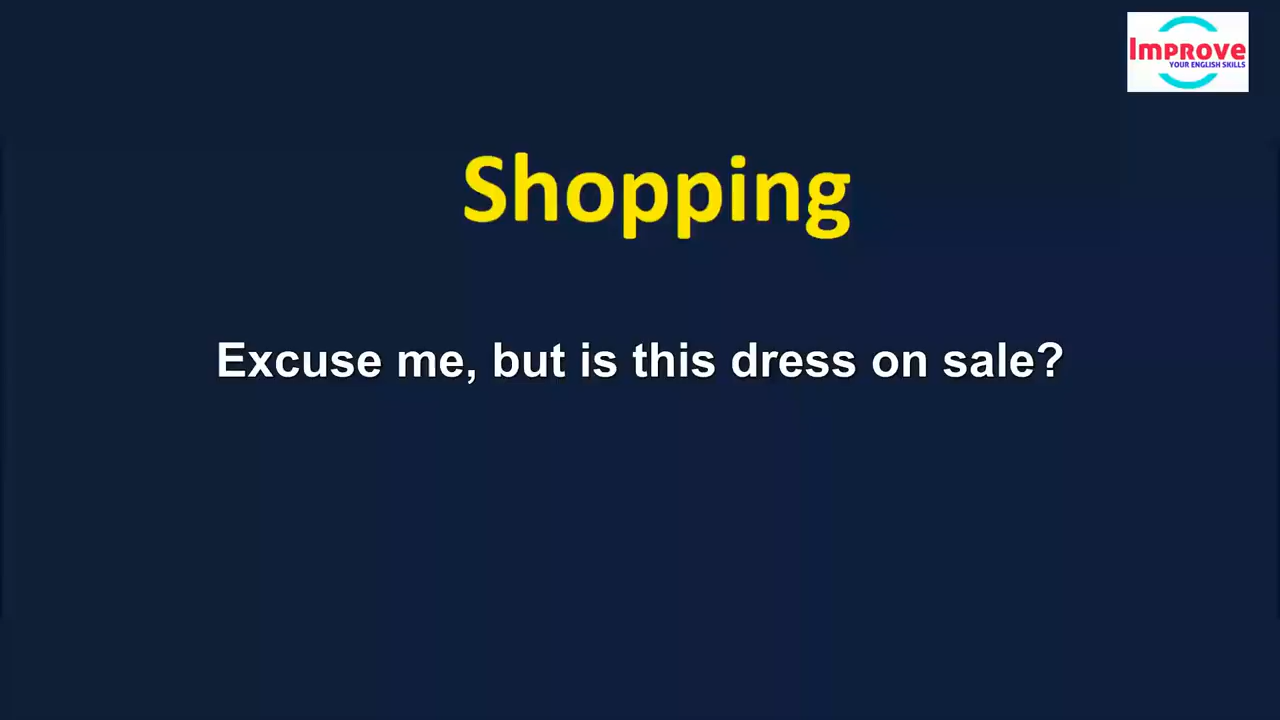 Improve
YOUR ENGLISH SKILLS
Shopping
Excuse me, but is this dress on sale?